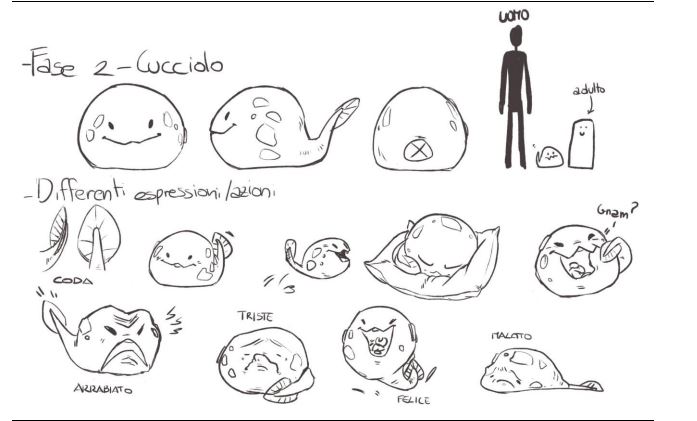 UOMO
-Fase 2-Cucciolo
adulto
-Differenti espressioni/azioni
Gnam?
CODA
TRISTE
MALATO
ARRABIATO
FELICE